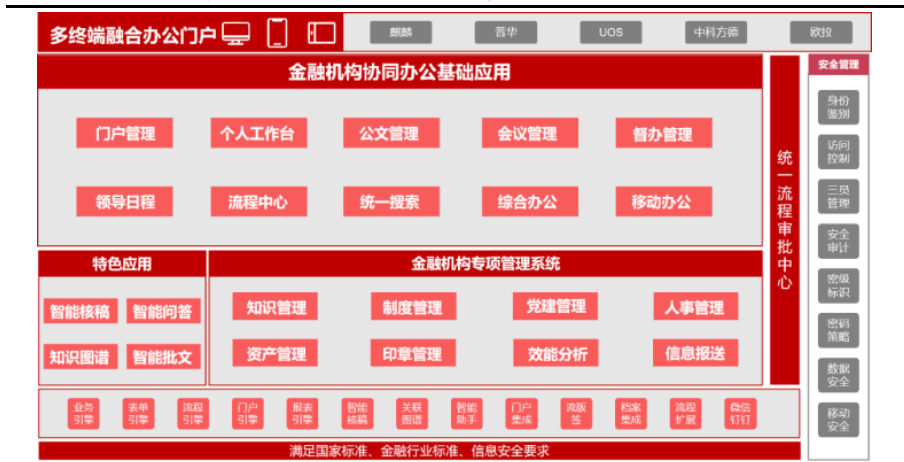 多终端融合办公门户
麒麟 普华 UOS 中科方德 欧拉
金融机构协同办公基础应用
门户管理 个人工作台 公文管理 会议管理 督办管理
领导日程 流程中心 统一搜索 综合办公 移动办公
特色应用
智能核稿 智能问答
知识图谱 智能批文
金融机构专项管理系统
知识管理 制度管理 党建管理 人事管理
资产管理 印章管理 效能分析 信息报送
统一流程审批中心
安全管理
身份
鉴别
访问
控制
三员
管理
安全
审计
密级
标识
密码
策略
数据
安全
移动
安全
业务 表单 流程 门户 报表 智能 关联 智能 门户 流版 档案 流程 微信
引擎 引擎 引擎 引擎 引擎 核稿 图谱 助手 集成 签 集成 扩展 钉钉
满足国家标准、金融行业标准、信息安全要求